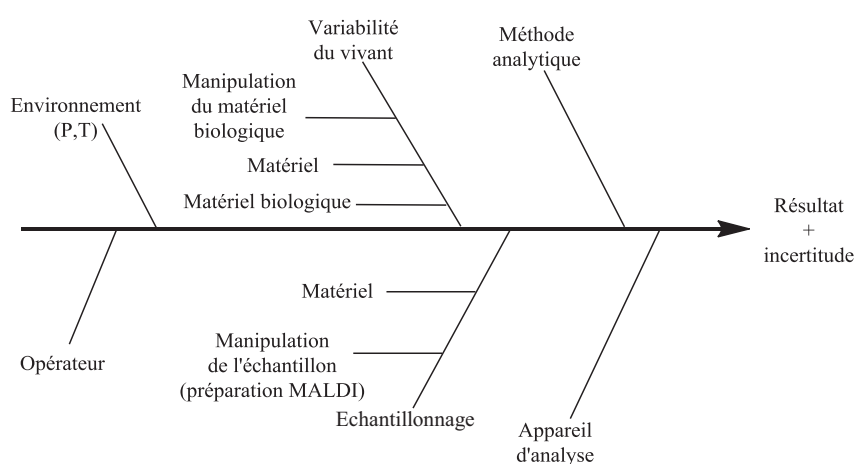 Variabilité
du vivant
Méthode
analytique
Manipulation
du matériel
biologique
Environnement
(P,T)
Matériel
Matériel biologique
Résultat
+
incertitude
Matériel
Manipulation
de l'échantillon
(préparation MALDI)
Opérateur
Echantillonnage
Appareil
d'analyse